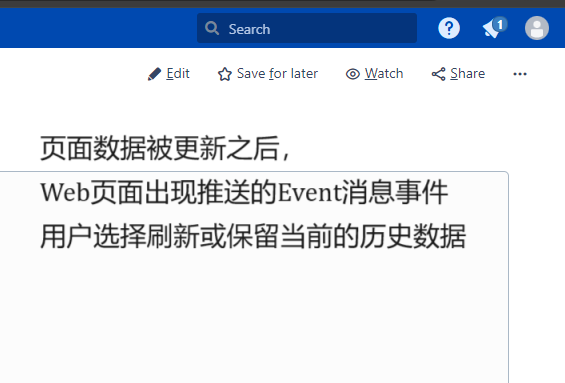 Search
1
Edit
Save for later
Watch
Share
页面数据被更新之后，
Web页面出现推送的Event消息事件
用户选择刷新或保留当前的历史数据